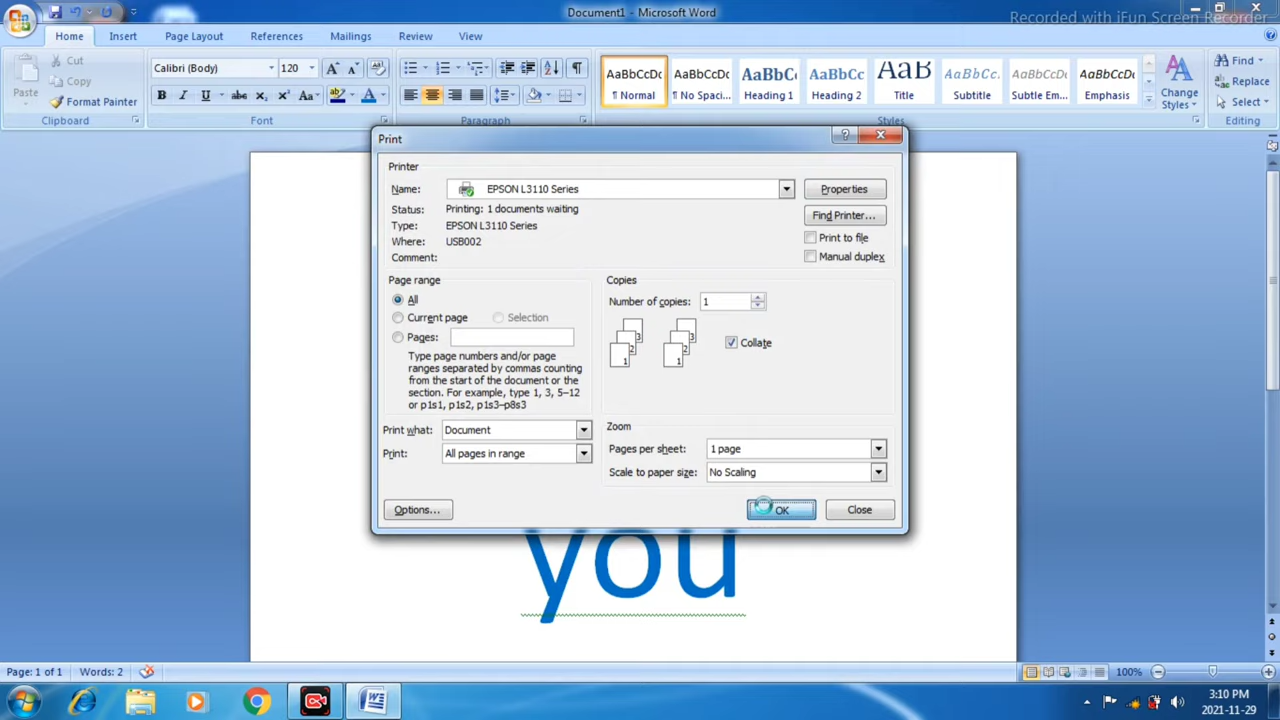 Document1 - Microsoft Word
Recorded with iFun Screen Recorder
Home Insert Page Layout References Mailings Review View
Cut
Copy
Paste
Format Painter
Clipboard
Calibri (Body) 120
Font
Paragraph
AaBbCcDc AaBbCcDc AaBbC AaBbCc AaB AaBbCc. AaBbCcDc AaBbCcDc
¶ Normal ¶ No Spaci... Heading 1 Heading 2 Title Subtitle Subtle Em... Emphasis
Change Styles
Styles
Find
Replace
Select
Editing
Print
Printer
Name: EPSON L3110 Series Properties
Status: Printing: 1 documents waiting
Type: EPSON L3110 Series Find Printer...
Where: USB002 Print to file
Comment: Manual duplex
Page range
All
Current page Selection
Pages:
Type page numbers and/or page
ranges separated by commas counting
from the start of the document or the
section. For example, type 1, 3, 5–12
or p1s1, p1s2, p1s3–p8s3
Copies
Number of copies: 1
3 3
2 2
1 1
Collate
Print what: Document
Print: All pages in range
Zoom
Pages per sheet: 1 page
Scale to paper size: No Scaling
Options... OK Close
you
Page: 1 of 1 Words: 2 100%
3:10 PM
2021-11-29